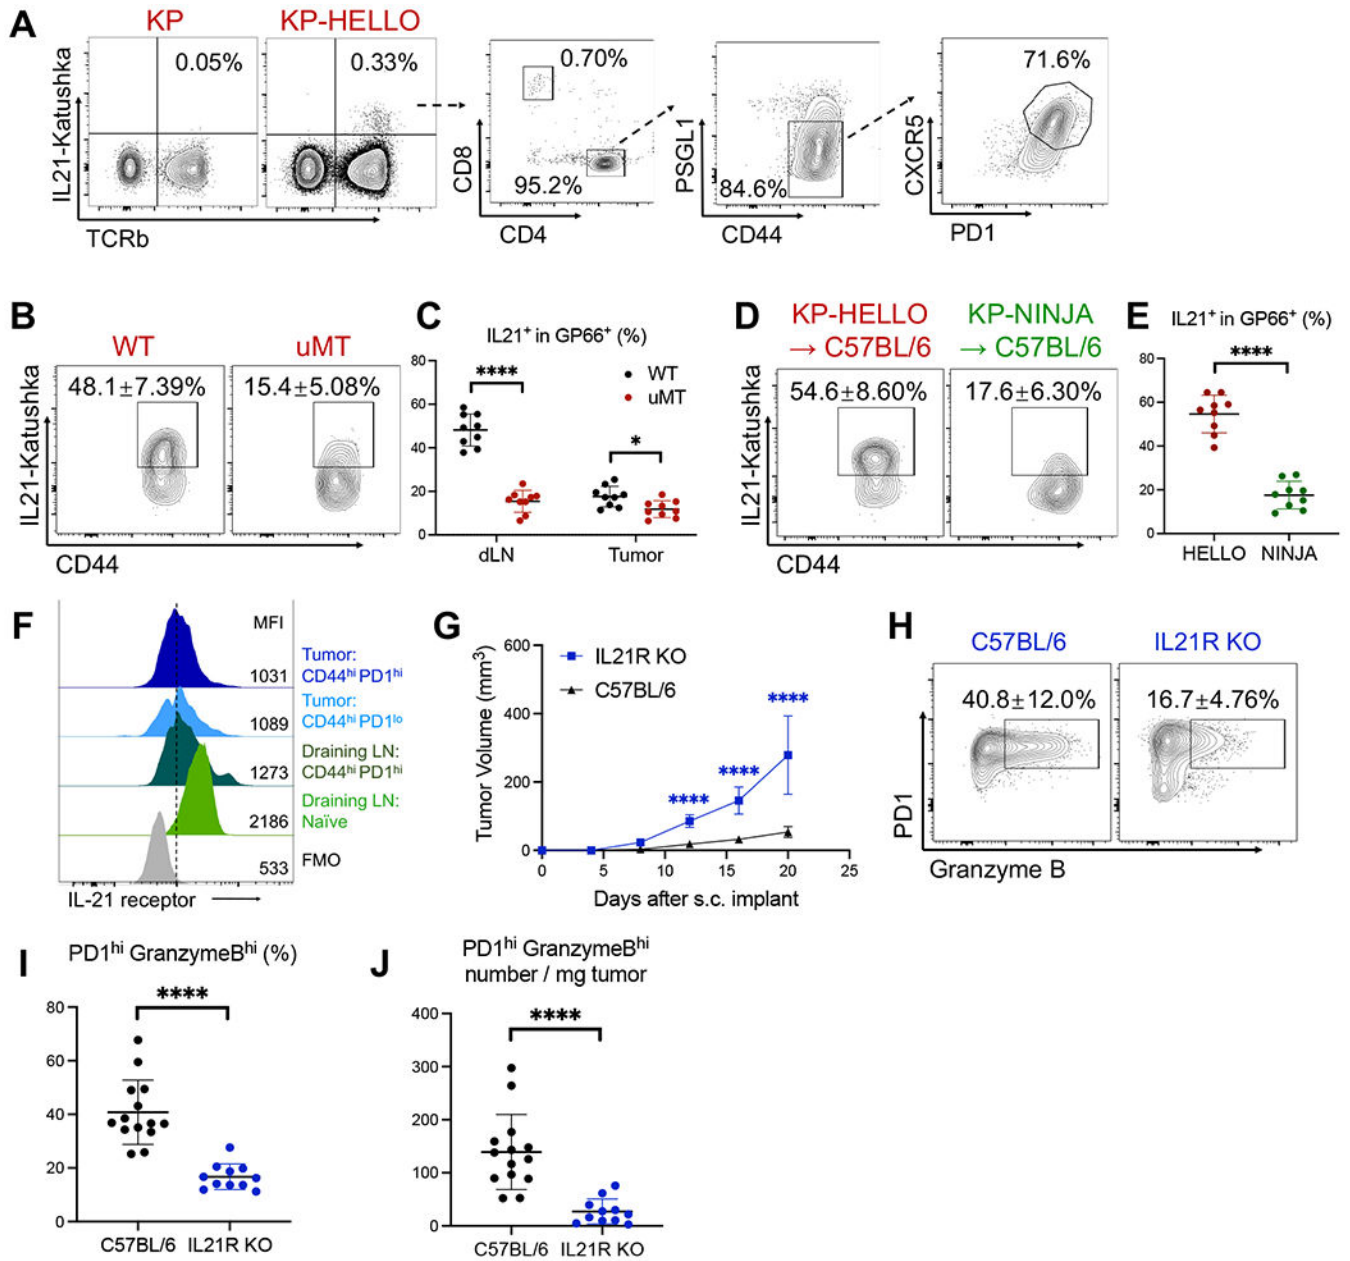 A
KP
KP-HELLO
IL21-Katushka
0.05%
0.33%
TCRb
CD8
0.70%
95.2%
CD4
PSGL1
84.6%
CD44
CXCR5
71.6%
PD1
B
WT
uMT
IL21-Katushka
48.1±7.39%
15.4±5.08%
CD44
C
IL21+ in GP66+ (%)
80
60
40
20
0
****
*
WT
uMT
dLN
Tumor
D
KP-HELLO
→ C57BL/6
KP-NINJA
→ C57BL/6
IL21-Katushka
54.6±8.60%
17.6±6.30%
CD44
E
IL21+ in GP66+ (%)
80
60
40
20
0
****
HELLO
NINJA
F
MFI
1031
Tumor:
CD44hi PD1hi
1089
Tumor:
CD44hi PD1lo
1273
Draining LN:
CD44hi PD1hi
2186
Draining LN:
Naïve
533
FMO
IL-21 receptor
G
Tumor Volume (mm3)
600
400
200
0
IL21R KO
C57BL/6
****
****
****
0 5 10 15 20 25
Days after s.c. implant
H
C57BL/6
IL21R KO
40.8±12.0%
16.7±4.76%
PD1
Granzyme B
I
PD1hi GranzymeBhi (%)
80
60
40
20
0
****
C57BL/6 IL21R KO
J
PD1hi GranzymeBhi
number / mg tumor
400
300
200
100
0
****
C57BL/6 IL21R KO